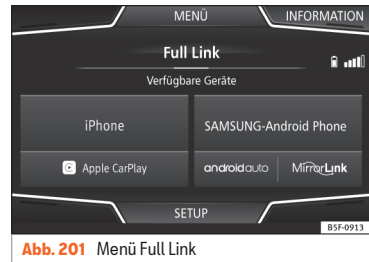 MENÜ
INFORMATION
Full Link
Verfügbare Geräte
iPhone
SAMSUNG-Android Phone
Apple CarPlay
androidauto
MirrorLink
SETUP
B5F-0913
Abb. 201 Menü Full Link